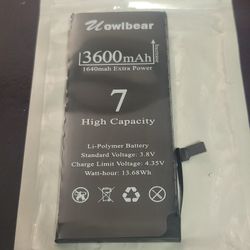 Uowlbear
3600mAh
Increase
1640mah Extra Power
7
High Capacity
Li-Polymer Battery
Standard Voltage: 3.8V
Charge Limit Voltage: 4.35V
Watt-hour: 13.68Wh